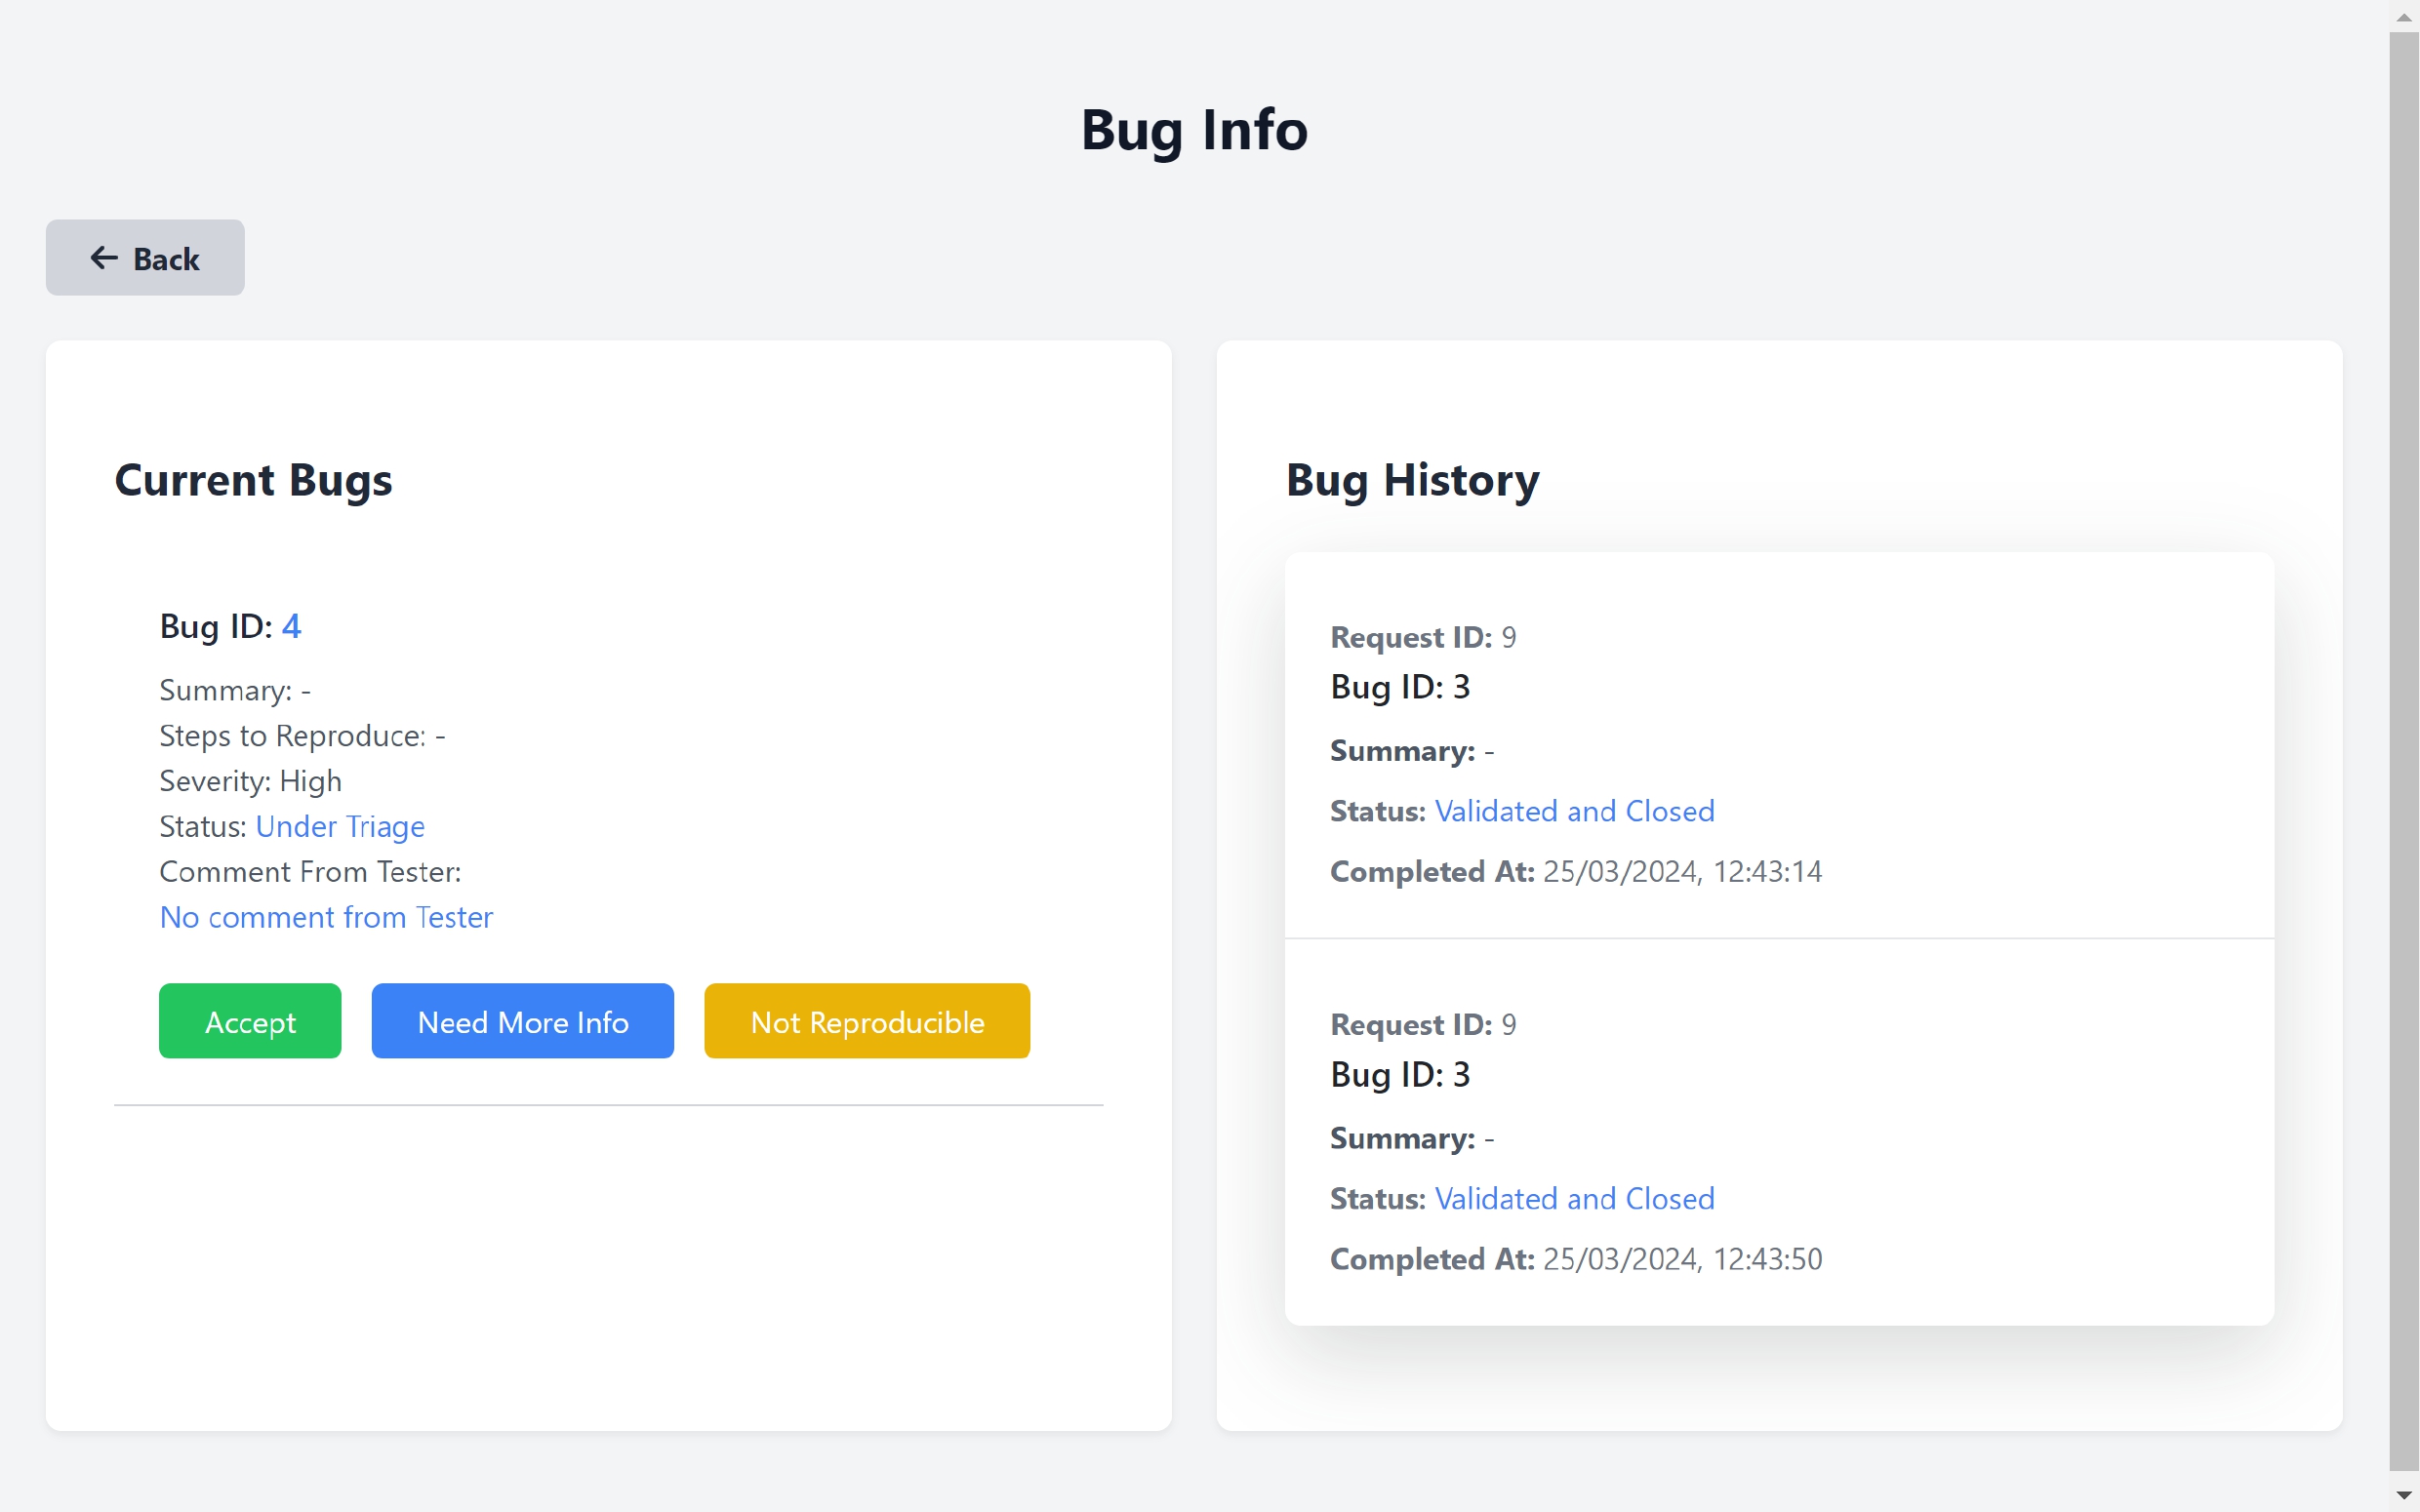 Bug Info
Back
Current Bugs
Bug ID: 4
Summary: -
Steps to Reproduce: -
Severity: High
Status: Under Triage
Comment From Tester:
No comment from Tester
Accept
Need More Info
Not Reproducible
Bug History
Request ID: 9
Bug ID: 3
Summary: -
Status: Validated and Closed
Completed At: 25/03/2024, 12:43:14
Request ID: 9
Bug ID: 3
Summary: -
Status: Validated and Closed
Completed At: 25/03/2024, 12:43:50